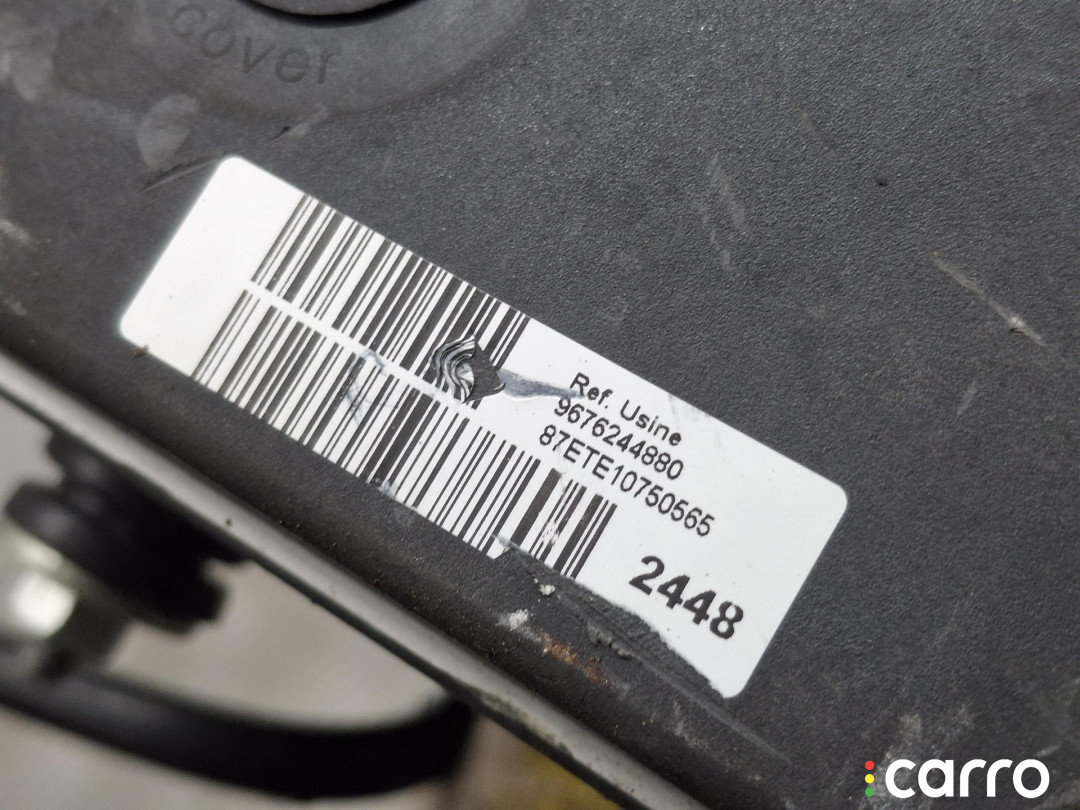 cover
Ref. Usine
9676244880
87ETE10750565
2448
carro